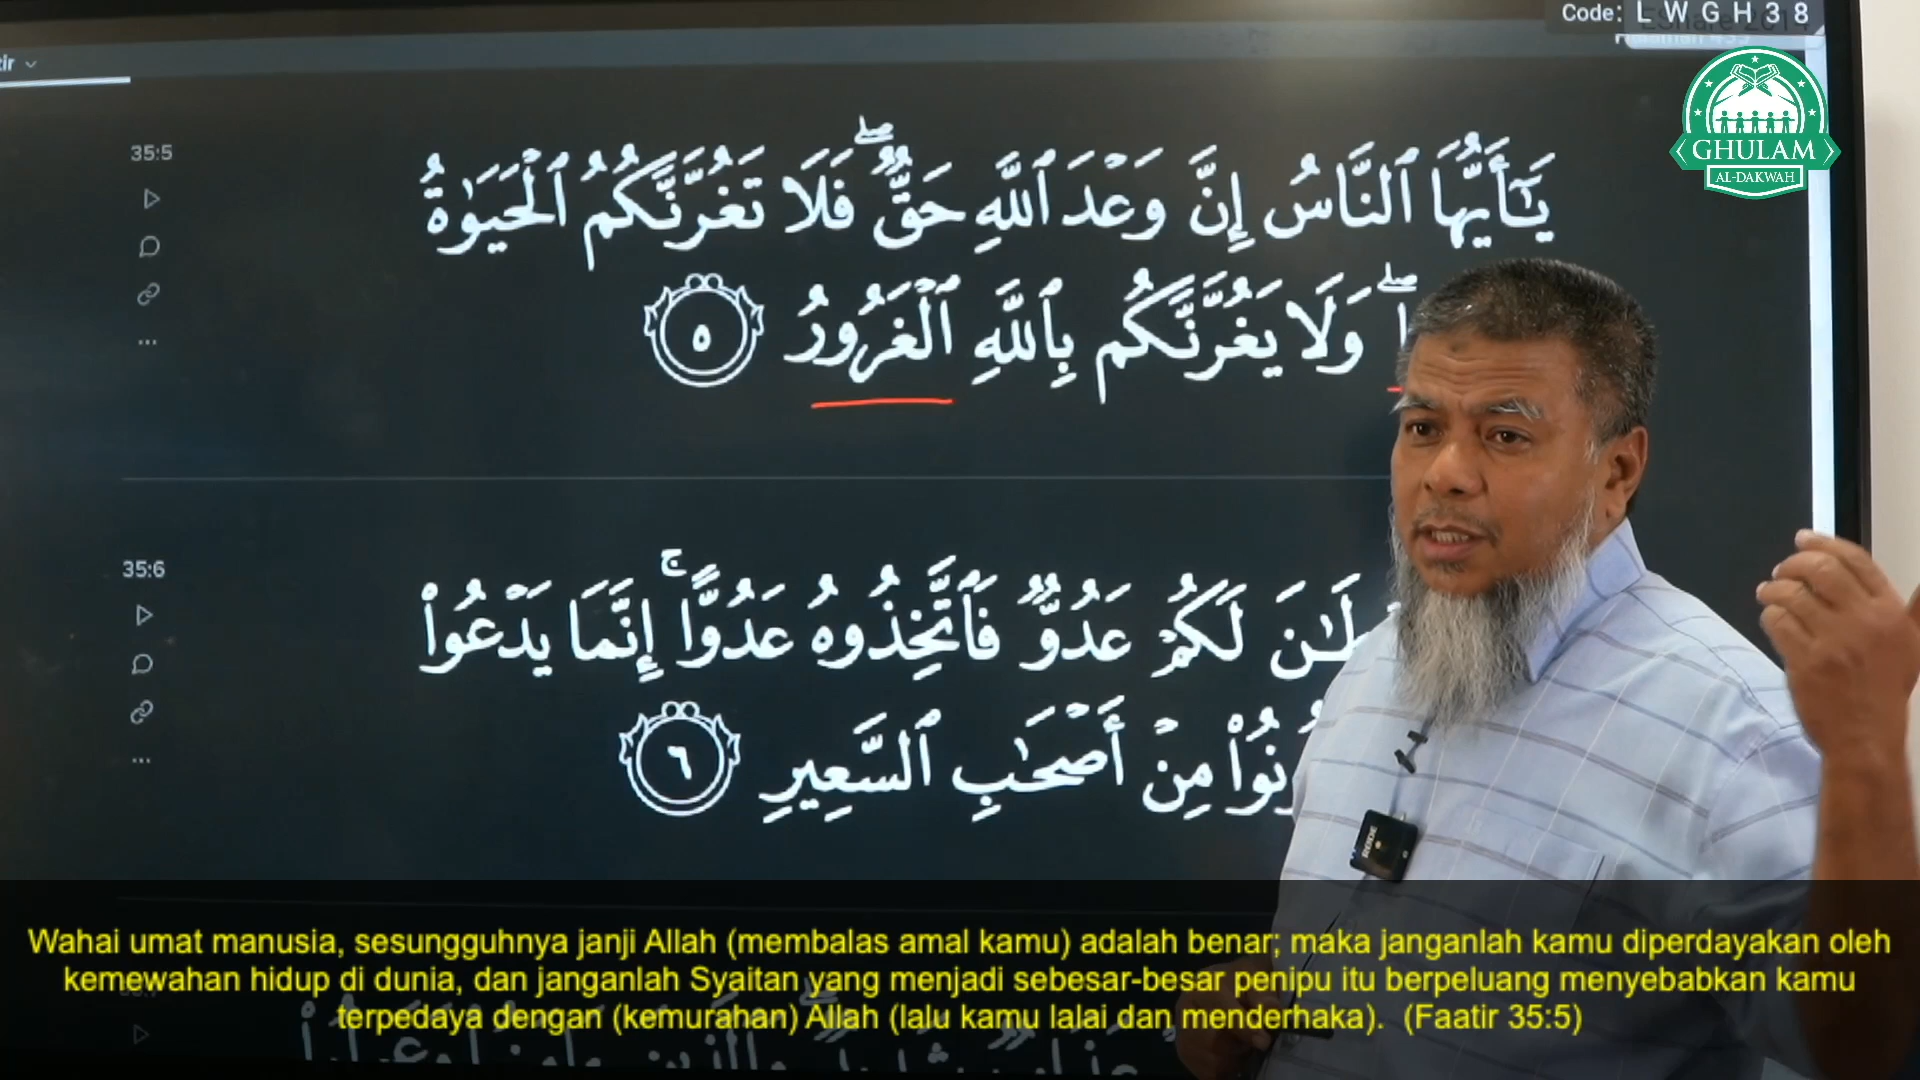 Code: L W G H 3 8
GHULAM
AL-DAKWAH
35:5
يَـٰٓأَيُّهَا ٱلنَّاسُ إِنَّ وَعْدَ ٱللَّهِ حَقٌّ ۖ فَلَا تَغُرَّنَّكُمُ ٱلْحَيَوٰةُ
وَلَا يَغُرَّنَّكُم بِٱللَّهِ ٱلْغَرُورُ ٥
35:6
لَكُمْ عَدُوٌّ فَٱتَّخِذُوهُ عَدُوًّا ۚ إِنَّمَا يَدْعُوا۟
مِنْ أَصْحَـٰبِ ٱلسَّعِيرِ ٦
RODE
Wahai umat manusia, sesungguhnya janji Allah (membalas amal kamu) adalah benar; maka janganlah kamu diperdayakan oleh
kemewahan hidup di dunia, dan janganlah Syaitan yang menjadi sebesar-besar penipu itu berpeluang menyebabkan kamu
terpedaya dengan (kemurahan) Allah (lalu kamu lalai dan menderhaka). (Faatir 35:5)